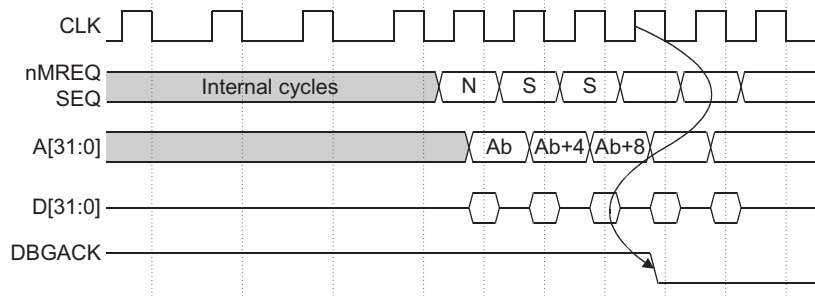 CLK
nMREQ
SEQ
Internal cycles N S S
A[31:0] Ab Ab+4 Ab+8
D[31:0]
DBGACK